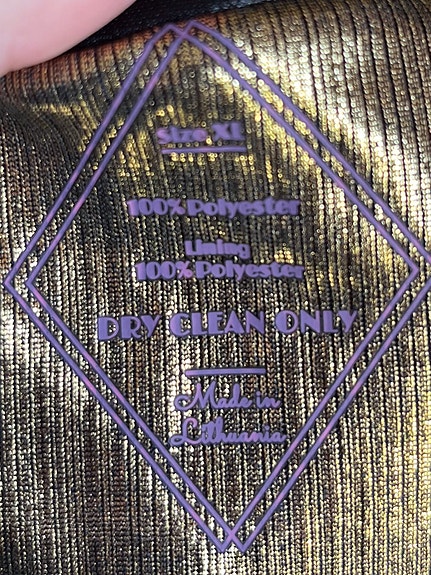 Size XL
100% Polyester
Lining
100% Polyester
DRY CLEAN ONLY
Made in
Lithuania